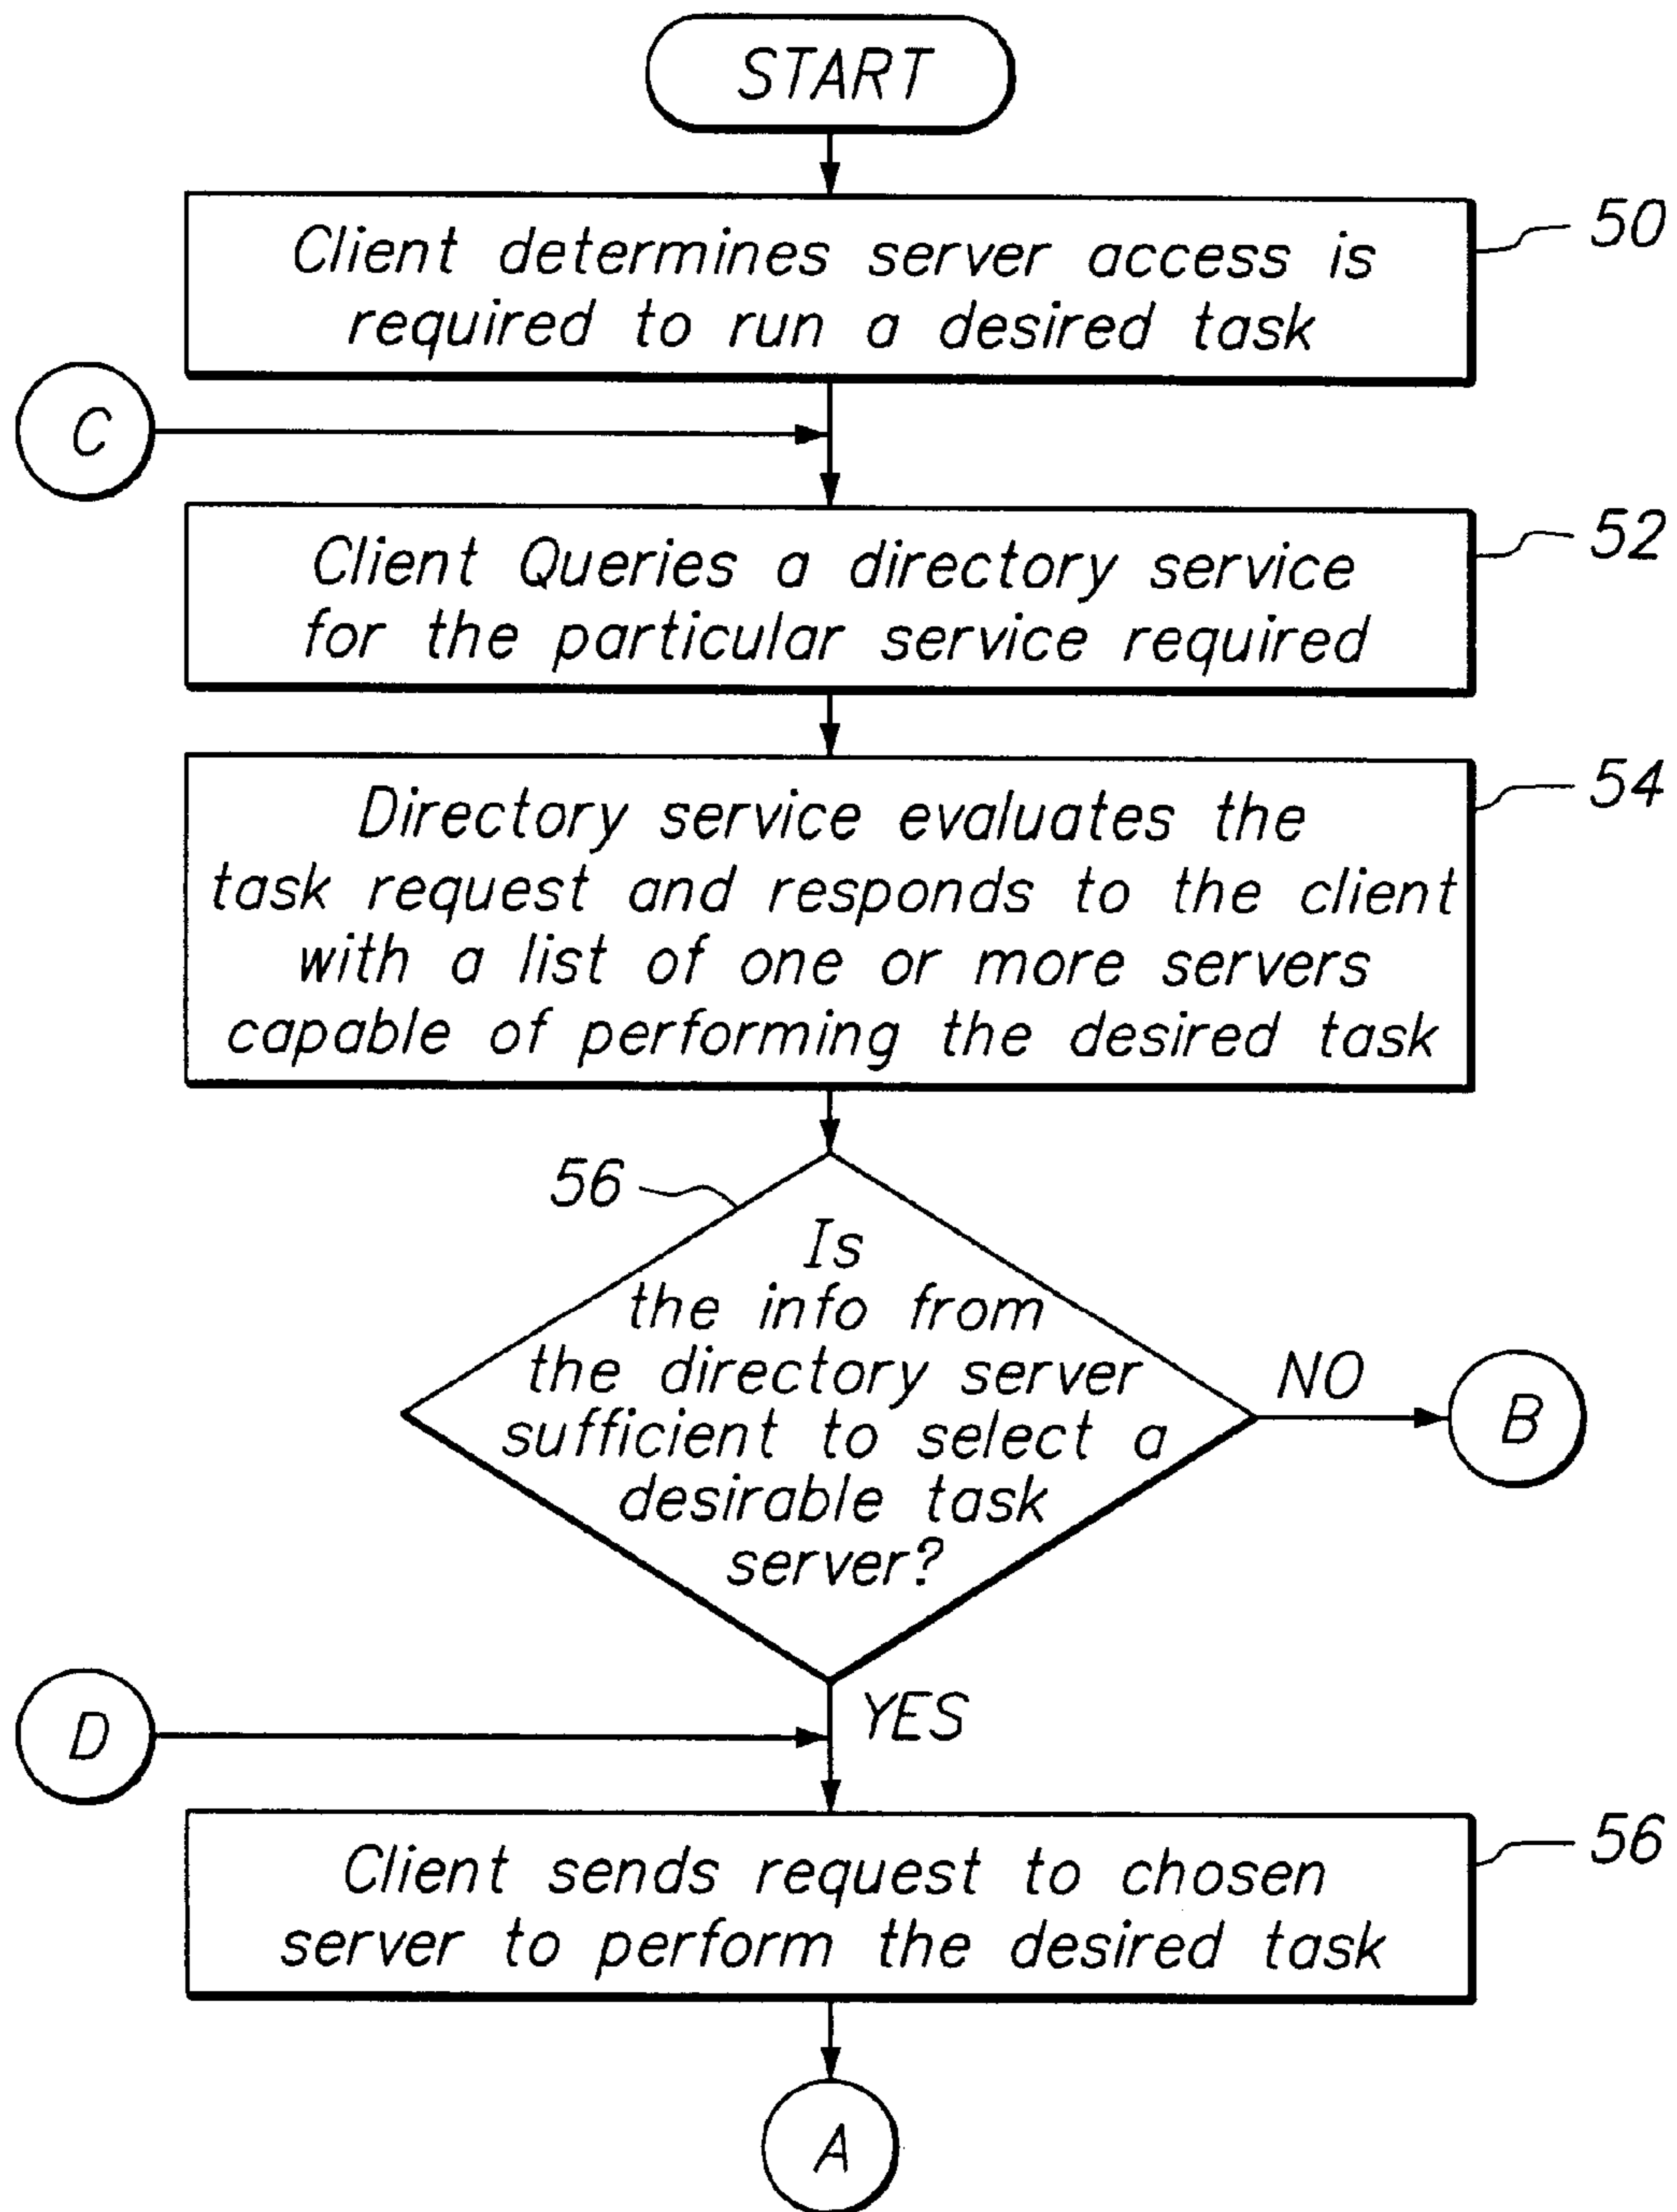 START
Client determines server access is
required to run a desired task
50
C
Client Queries a directory service
for the particular service required
52
Directory service evaluates the
task request and responds to the client
with a list of one or more servers
capable of performing the desired task
54
56
Is
the info from
the directory server
sufficient to select a
desirable task
server?
NO
B
YES
D
Client sends request to chosen
server to perform the desired task
56
A